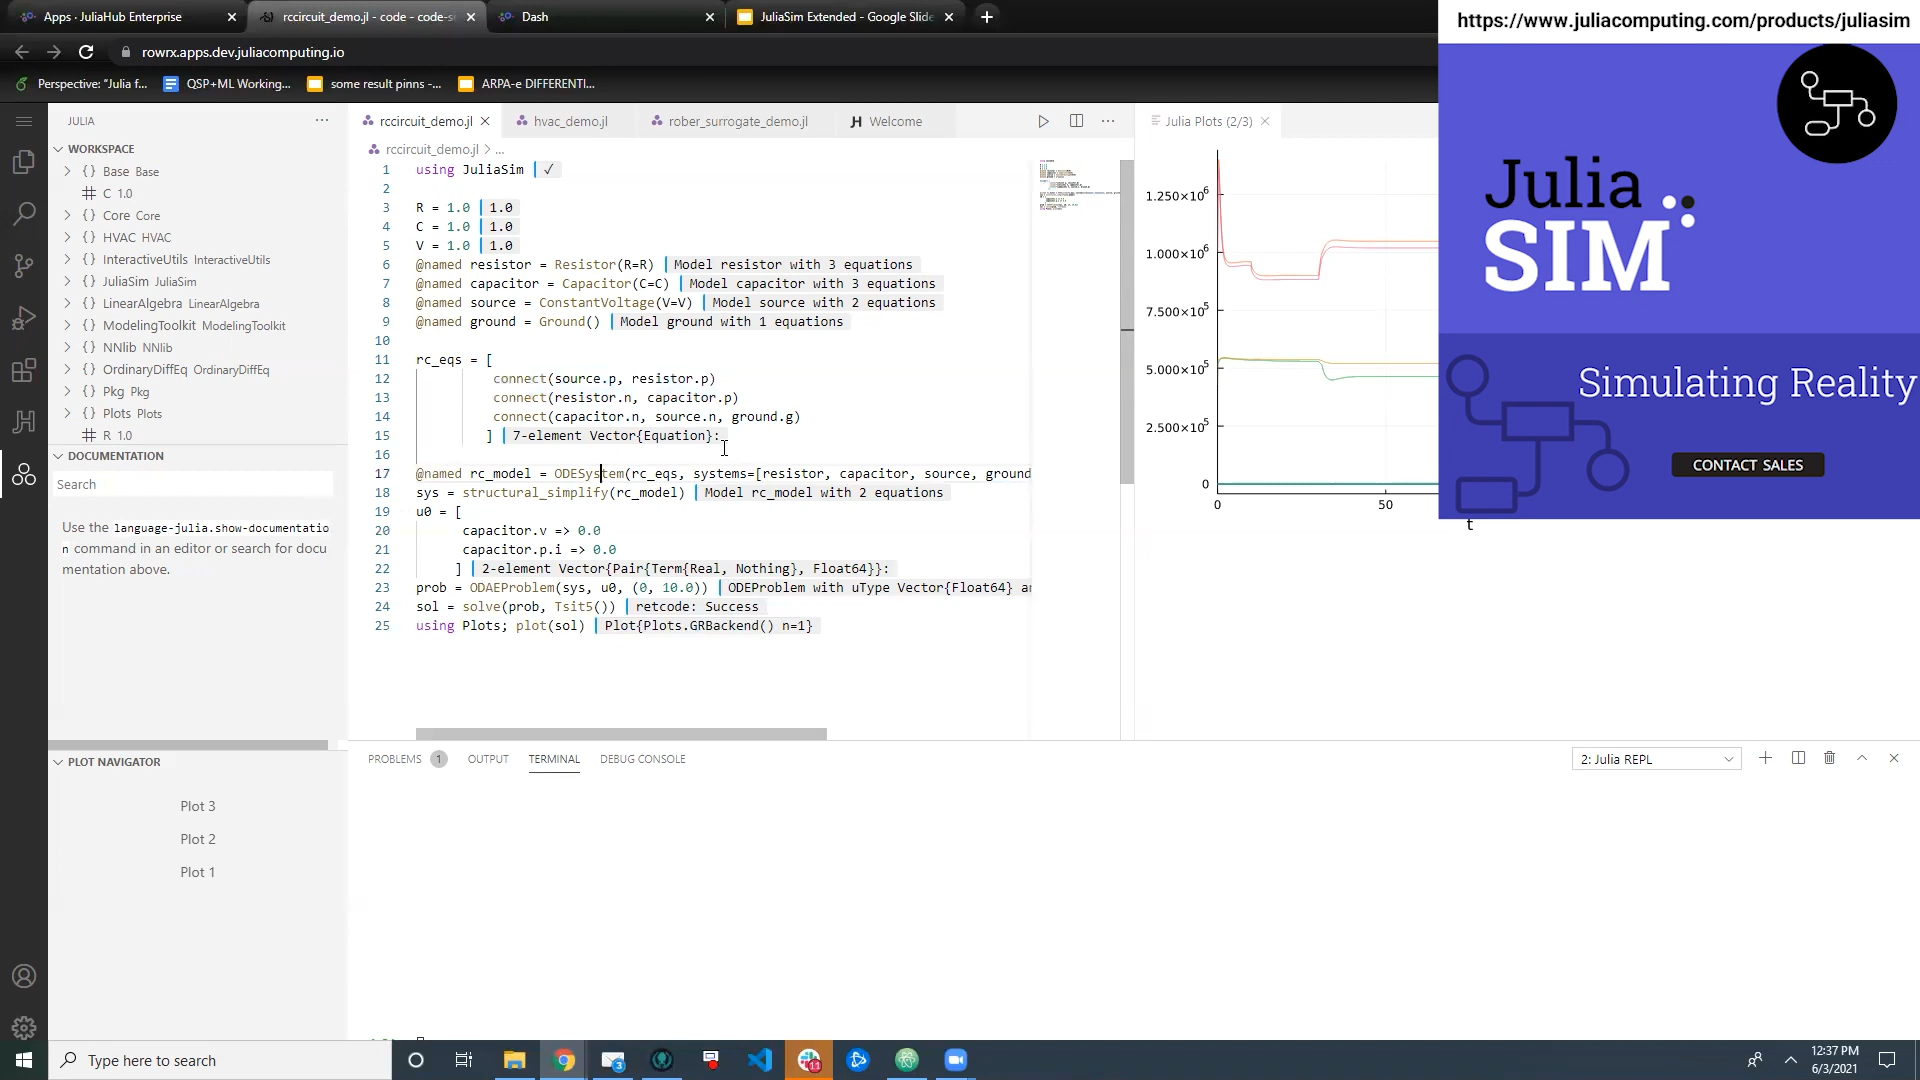 Apps · JuliaHub Enterprise
rccircuit_demo.jl - code - code-s
Dash
JuliaSim Extended - Google Slide
rowrx.apps.dev.juliacomputing.io
Perspective: "Julia f...
QSP+ML Working...
some result pinns -...
ARPA-e DIFFERENTI...
https://www.juliacomputing.com/products/juliasim
Julia
SIM
Simulating Reality
CONTACT SALES
JULIA
WORKSPACE
{} Base Base
C 1.0
{} Core Core
{} HVAC HVAC
{} InteractiveUtils InteractiveUtils
{} JuliaSim JuliaSim
{} LinearAlgebra LinearAlgebra
{} ModelingToolkit ModelingToolkit
{} NNlib NNlib
{} OrdinaryDiffEq OrdinaryDiffEq
{} Pkg Pkg
{} Plots Plots
R 1.0
DOCUMENTATION
Search
Use the language-julia.show-documentatio
n command in an editor or search for docu
mentation above.
PLOT NAVIGATOR
Plot 3
Plot 2
Plot 1
rccircuit_demo.jl
hvac_demo.jl
rober_surrogate_demo.jl
Welcome
rccircuit_demo.jl > ...
1 using JuliaSim ✓
2
3 R = 1.0 1.0
4 C = 1.0 1.0
5 V = 1.0 1.0
6 @named resistor = Resistor(R=R) Model resistor with 3 equations
7 @named capacitor = Capacitor(C=C) Model capacitor with 3 equations
8 @named source = ConstantVoltage(V=V) Model source with 2 equations
9 @named ground = Ground() Model ground with 1 equations
10
11 rc_eqs = [
12 connect(source.p, resistor.p)
13 connect(resistor.n, capacitor.p)
14 connect(capacitor.n, source.n, ground.g)
15 ] 7-element Vector{Equation}:
16
17 @named rc_model = ODESystem(rc_eqs, systems=[resistor, capacitor, source, ground
18 sys = structural_simplify(rc_model) Model rc_model with 2 equations
19 u0 = [
20 capacitor.v => 0.0
21 capacitor.p.i => 0.0
22 ] 2-element Vector{Pair{Term{Real, Nothing}, Float64}}:
23 prob = ODAEProblem(sys, u0, (0, 10.0)) ODEProblem with uType Vector{Float64} an
24 sol = solve(prob, Tsit5()) retcode: Success
25 using Plots; plot(sol) Plot{Plots.GRBackend() n=1}
Julia Plots (2/3)
1.250×10⁶
1.000×10⁶
7.500×10⁵
5.000×10⁵
2.500×10⁵
0
0 50
t
PROBLEMS 1
OUTPUT
TERMINAL
DEBUG CONSOLE
2: Julia REPL
Type here to search
3
11
12:37 PM
6/3/2021